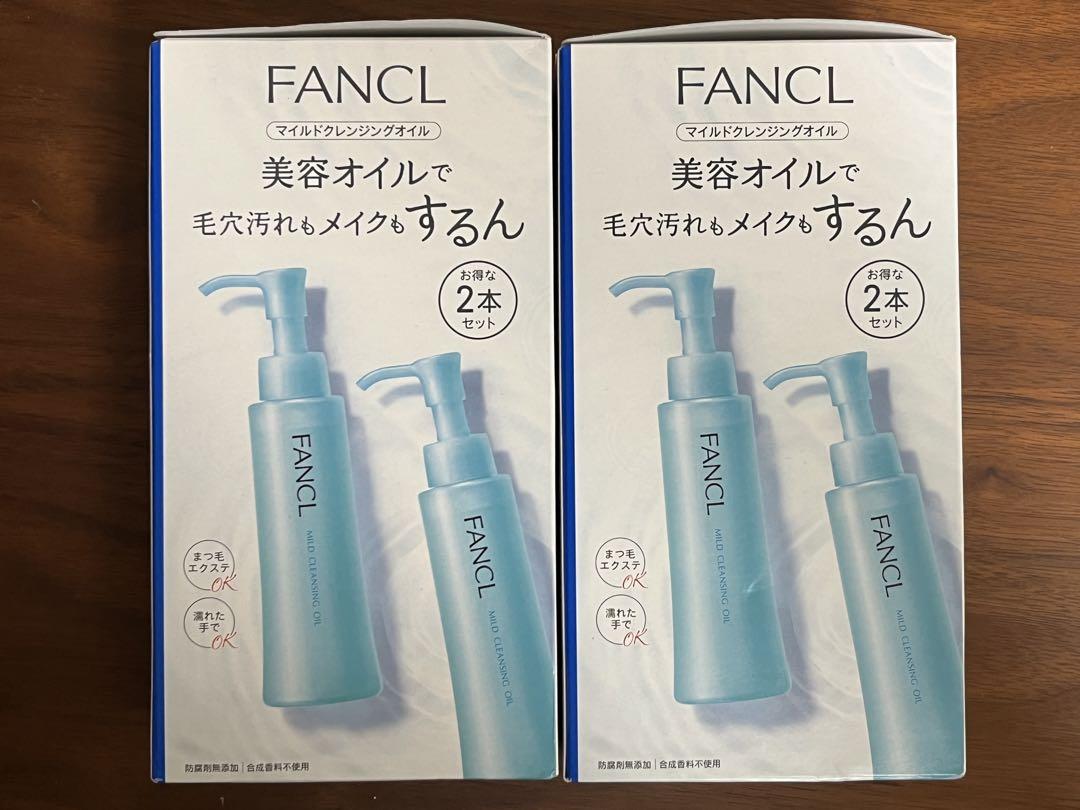 FANCL
マイルドクレンジングオイル
美容オイルで
毛穴汚れもメイクもするん
お得な
2本
セット
FANCL
MILD CLEANSING OIL
FANCL
MILD CLEANSING OIL
まつ毛
エクステ
OK
濡れた
手で
OK
防腐剤無添加|合成香料不使用
FANCL
マイルドクレンジングオイル
美容オイルで
毛穴汚れもメイクもするん
お得な
2本
セット
FANCL
MILD CLEANSING OIL
FANCL
MILD CLEANSING OIL
まつ毛
エクステ
OK
濡れた
手で
OK
防腐剤無添加|合成香料不使用